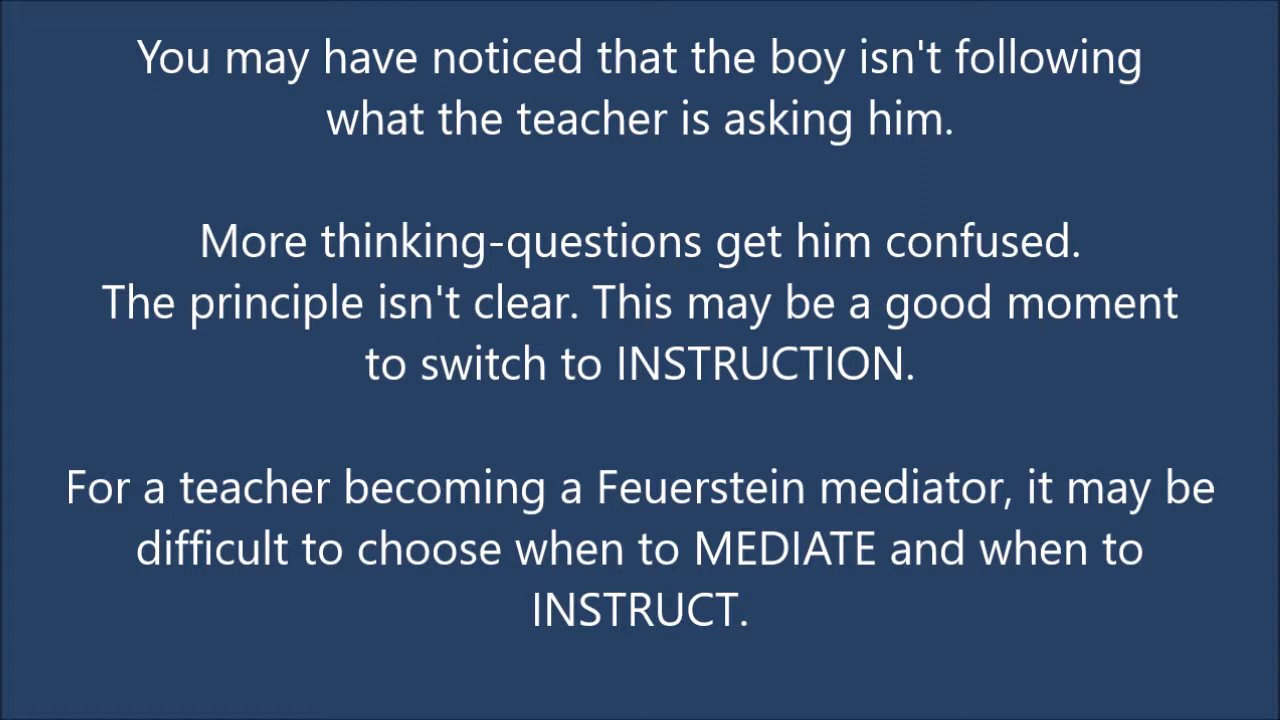 You may have noticed that the boy isn't following
what the teacher is asking him.
More thinking-questions get him confused.
The principle isn't clear. This may be a good moment
to switch to INSTRUCTION.
For a teacher becoming a Feuerstein mediator, it may be
difficult to choose when to MEDIATE and when to
INSTRUCT.